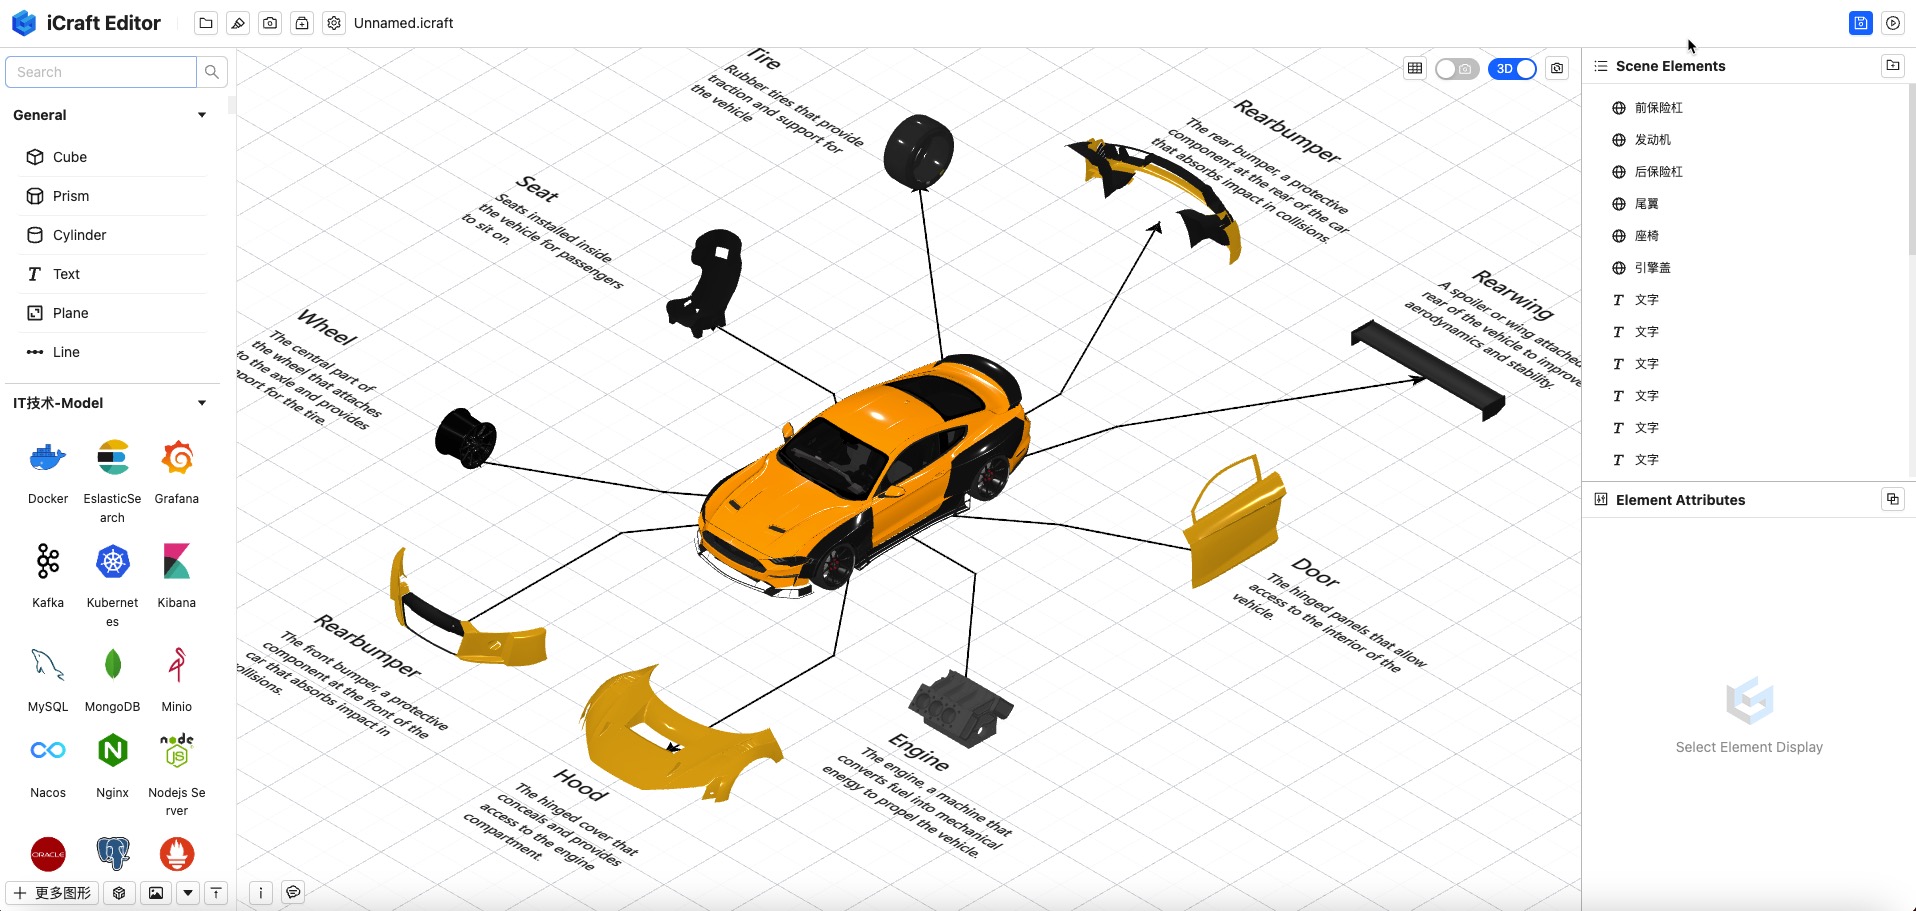 iCraft Editor
Unnamed.icraft
Search
General
Cube
Prism
Cylinder
Text
Plane
Line
IT技术-Model
Docker
EslasticSe
arch
Grafana
Kafka
Kubernet
es
Kibana
MySQL
MongoDB
Minio
Nacos
Nginx
Nodejs Se
rver
ORACLE
更多图形
Tire
Rubber tires that provide
traction and support for
the vehicle
Seat
Seats installed inside
the vehicle for passengers
to sit on.
Wheel
The central part of
the wheel that attaches
to the axle and provides
port for the tire.
Rearbumper
The front bumper, a protective
component at the front of the
car that absorbs impact in
ollisions.
Hood
The hinged cover that
conceals and provides
access to the engine
compartment.
Engine
The engine, a machine that
converts fuel into mechanical
energy to propel the vehicle.
Door
The hinged panels that allow
access to the interior of the
vehicle.
Rearwing
A spoiler or wing attached
rear of the vehicle to improve
aerodynamics and stability.
Rearbumper
The rear bumper, a protective
component at the rear of the car
that absorbs impact in collisions.
3D
Scene Elements
前保险杠
发动机
后保险杠
尾翼
座椅
引擎盖
文字
文字
文字
文字
文字
文字
Element Attributes
Select Element Display